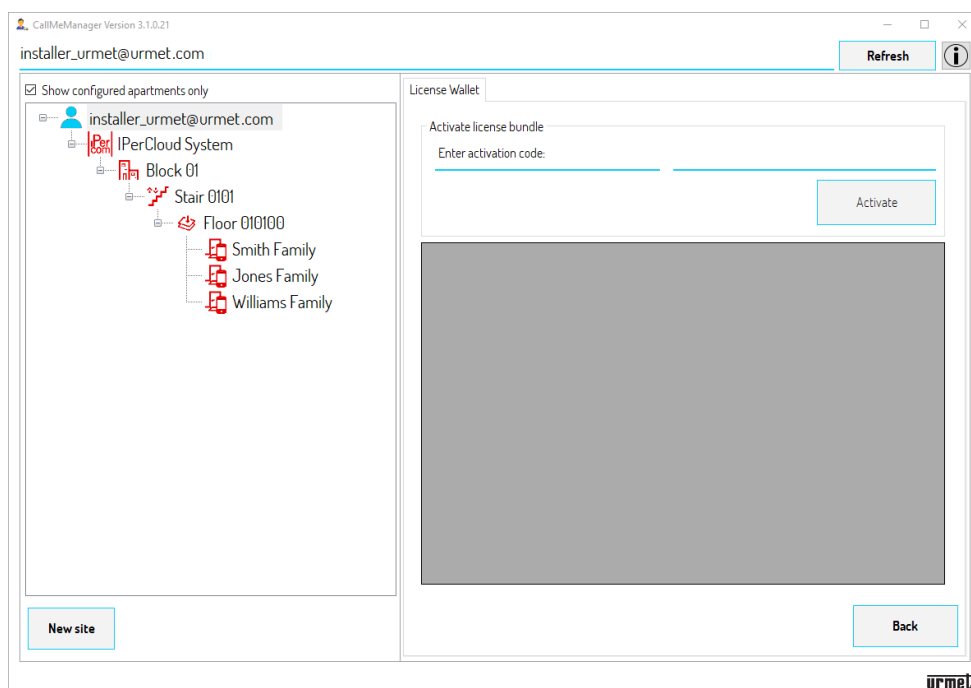 CallMeManager Version 3.1.0.21
installer_urmet@urmet.com
Refresh
Show configured apartments only
installer_urmet@urmet.com
IPerCloud System
Block 01
Stair 0101
Floor 010100
Smith Family
Jones Family
Williams Family
New site
License Wallet
Activate license bundle
Enter activation code:
Activate
Back
urmet